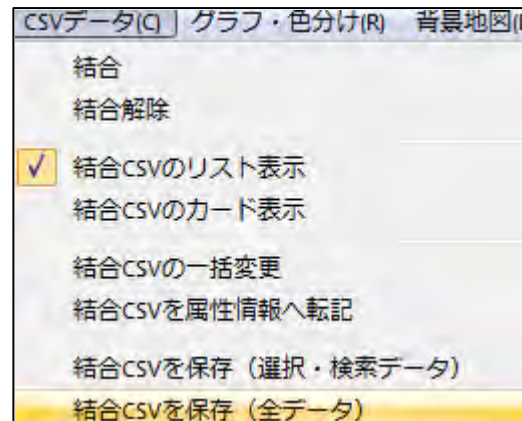 CSVデータ(C) グラフ・色分け(R) 背景地図(
結合
結合解除
結合CSVのリスト表示
結合CSVのカード表示
結合CSVの一括変更
結合CSVを属性情報へ転記
結合CSVを保存（選択・検索データ）
結合CSVを保存（全データ）